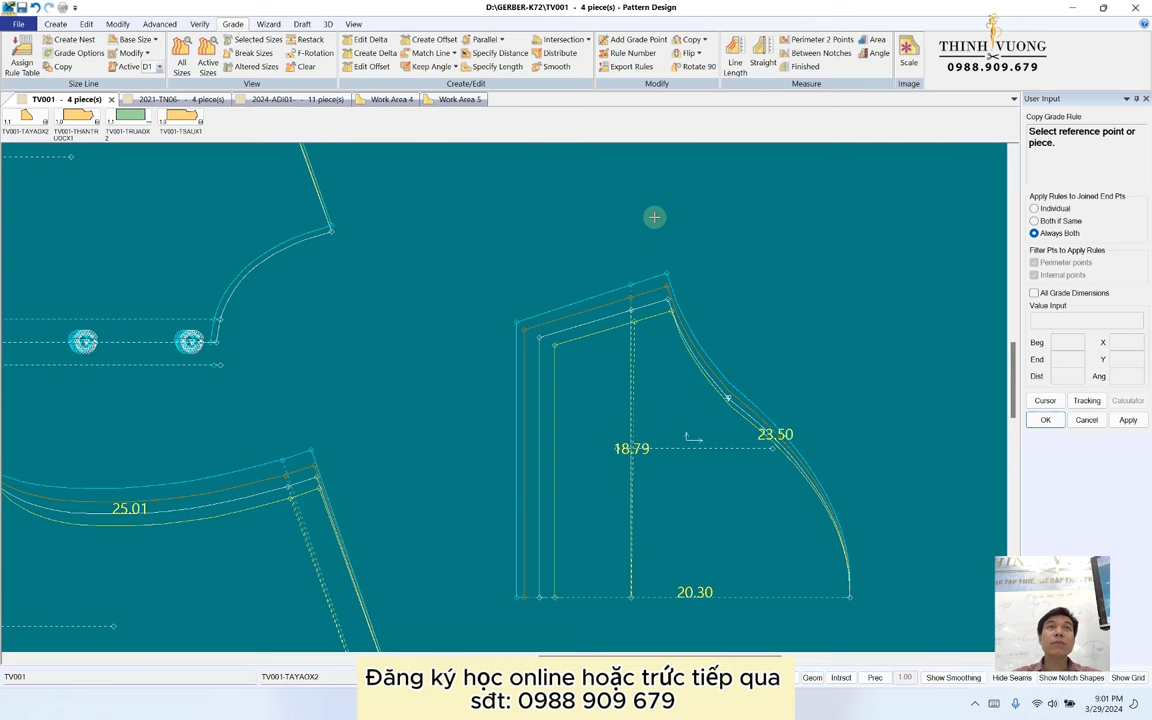 D:\GERBER-K72\TV001 - 4 piece(s) - Pattern Design
File Create Edit Modify Advanced Verify Grade Wizard Draft 3D View
Assign Rule Table
Create Nest
Grade Options
Copy
Base Size
Modify
Active D1
Size Line
All Sizes
Active Sizes
Selected Sizes
Break Sizes
Altered Sizes
Restack
F-Rotation
Clear
View
Edit Delta
Create Delta
Edit Offset
Create Offset
Match Line
Keep Angle
Parallel
Specify Distance
Specify Length
Intersection
Distribute
Smooth
Create/Edit
Add Grade Point
Rule Number
Export Rules
Copy
Flip
Rotate 90
Modify
Line Length
Straight
Perimeter 2 Points
Between Notches
Finished
Area
Angle
Measure
Scale
Image
THINH VUONG
0988.909.679
TV001 - 4 piece(s)
2021-TN06- - 4 piece(s)
2024-ADI01- - 11 piece(s)
Work Area 4
Work Area 5
TV001-TAYAOX2
TV001-THANTR
UOCX1
TV001-TRUAOX
2
TV001-TSAUX1
User Input
Copy Grade Rule
Select reference point or
piece.
Apply Rules to Joined End Pts
Individual
Both if Same
Always Both
Filter Pts to Apply Rules
Perimeter points
Internal points
All Grade Dimensions
Value Input
Beg X
End Y
Dist Ang
Cursor Tracking Calculator
OK Cancel Apply
18.79
23.50
25.01
20.30
TV001
TV001-TAYAOX2
Geom Intrsct Prec 1.00 Show Smoothing Hide Seams Show Notch Shapes Show Grid
Đăng ký học online hoặc trực tiếp qua
sđt: 0988 909 679
9:01 PM
3/29/2024